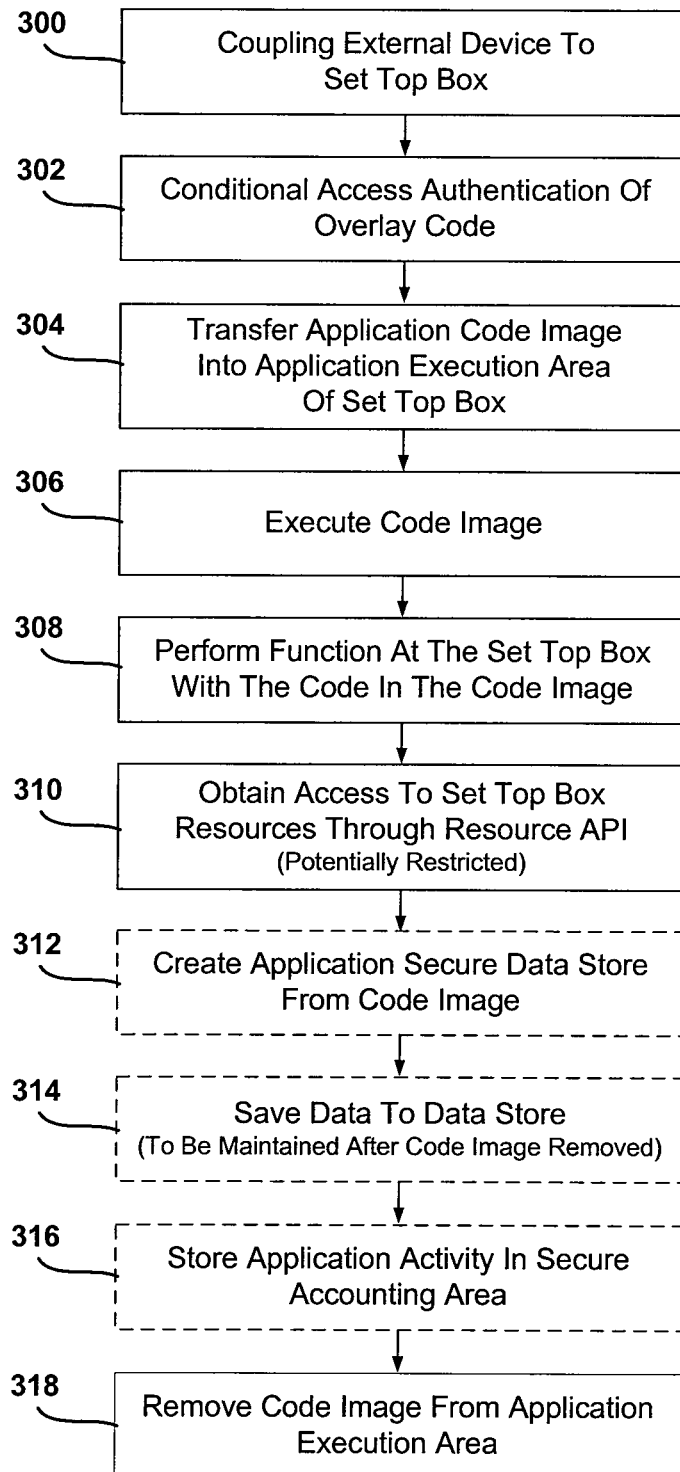 300
Coupling External Device To
Set Top Box
302
Conditional Access Authentication Of
Overlay Code
304
Transfer Application Code Image
Into Application Execution Area
Of Set Top Box
306
Execute Code Image
308
Perform Function At The Set Top Box
With The Code In The Code Image
310
Obtain Access To Set Top Box
Resources Through Resource API
(Potentially Restricted)
312
Create Application Secure Data Store
From Code Image
314
Save Data To Data Store
(To Be Maintained After Code Image Removed)
316
Store Application Activity In Secure
Accounting Area
318
Remove Code Image From Application
Execution Area